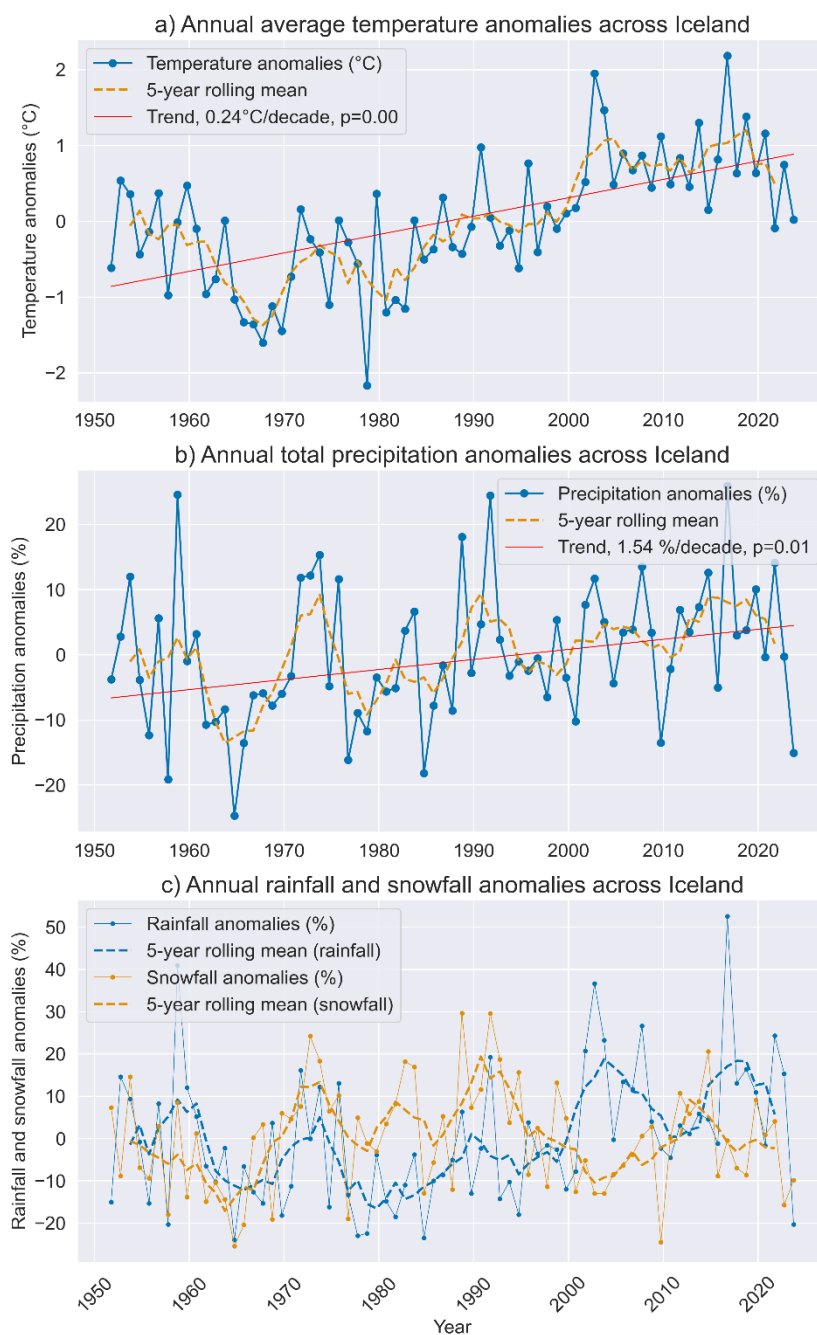 a) Annual average temperature anomalies across Iceland
Temperature anomalies (°C)
5-year rolling mean
Trend, 0.24°C/decade, p=0.00
Temperature anomalies (°C)
2
1
0
−1
−2
1950 1960 1970 1980 1990 2000 2010 2020
b) Annual total precipitation anomalies across Iceland
Precipitation anomalies (%)
5-year rolling mean
Trend, 1.54 %/decade, p=0.01
Precipitation anomalies (%)
20
10
0
−10
−20
1950 1960 1970 1980 1990 2000 2010 2020
c) Annual rainfall and snowfall anomalies across Iceland
Rainfall anomalies (%)
5-year rolling mean (rainfall)
Snowfall anomalies (%)
5-year rolling mean (snowfall)
Rainfall and snowfall anomalies (%)
50
40
30
20
10
0
−10
−20
1950 1960 1970 1980 1990 2000 2010 2020
Year